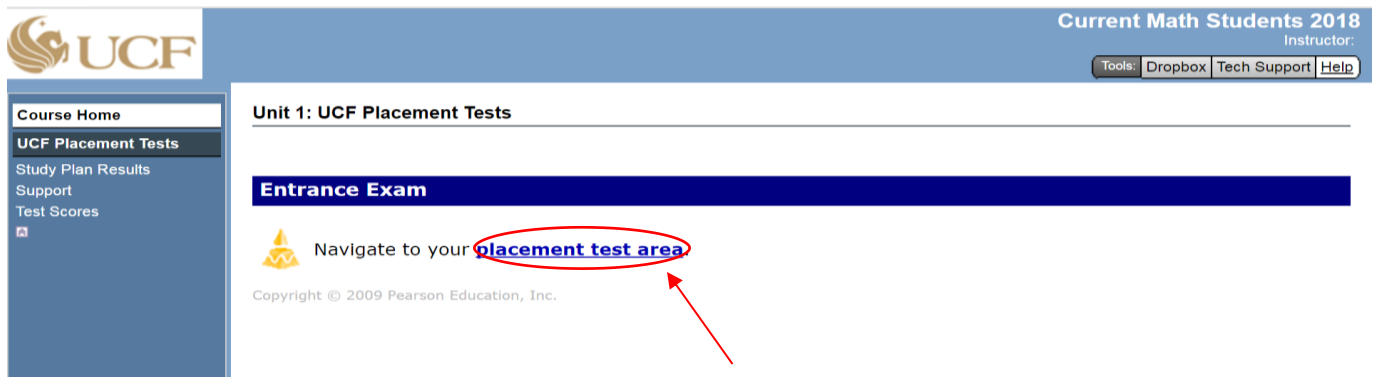 UCF
Current Math Students 2018
Instructor:
Tools: Dropbox Tech Support Help
Course Home
UCF Placement Tests
Study Plan Results
Support
Test Scores
Unit 1: UCF Placement Tests
Entrance Exam
Navigate to your placement test area.
Copyright © 2009 Pearson Education, Inc.